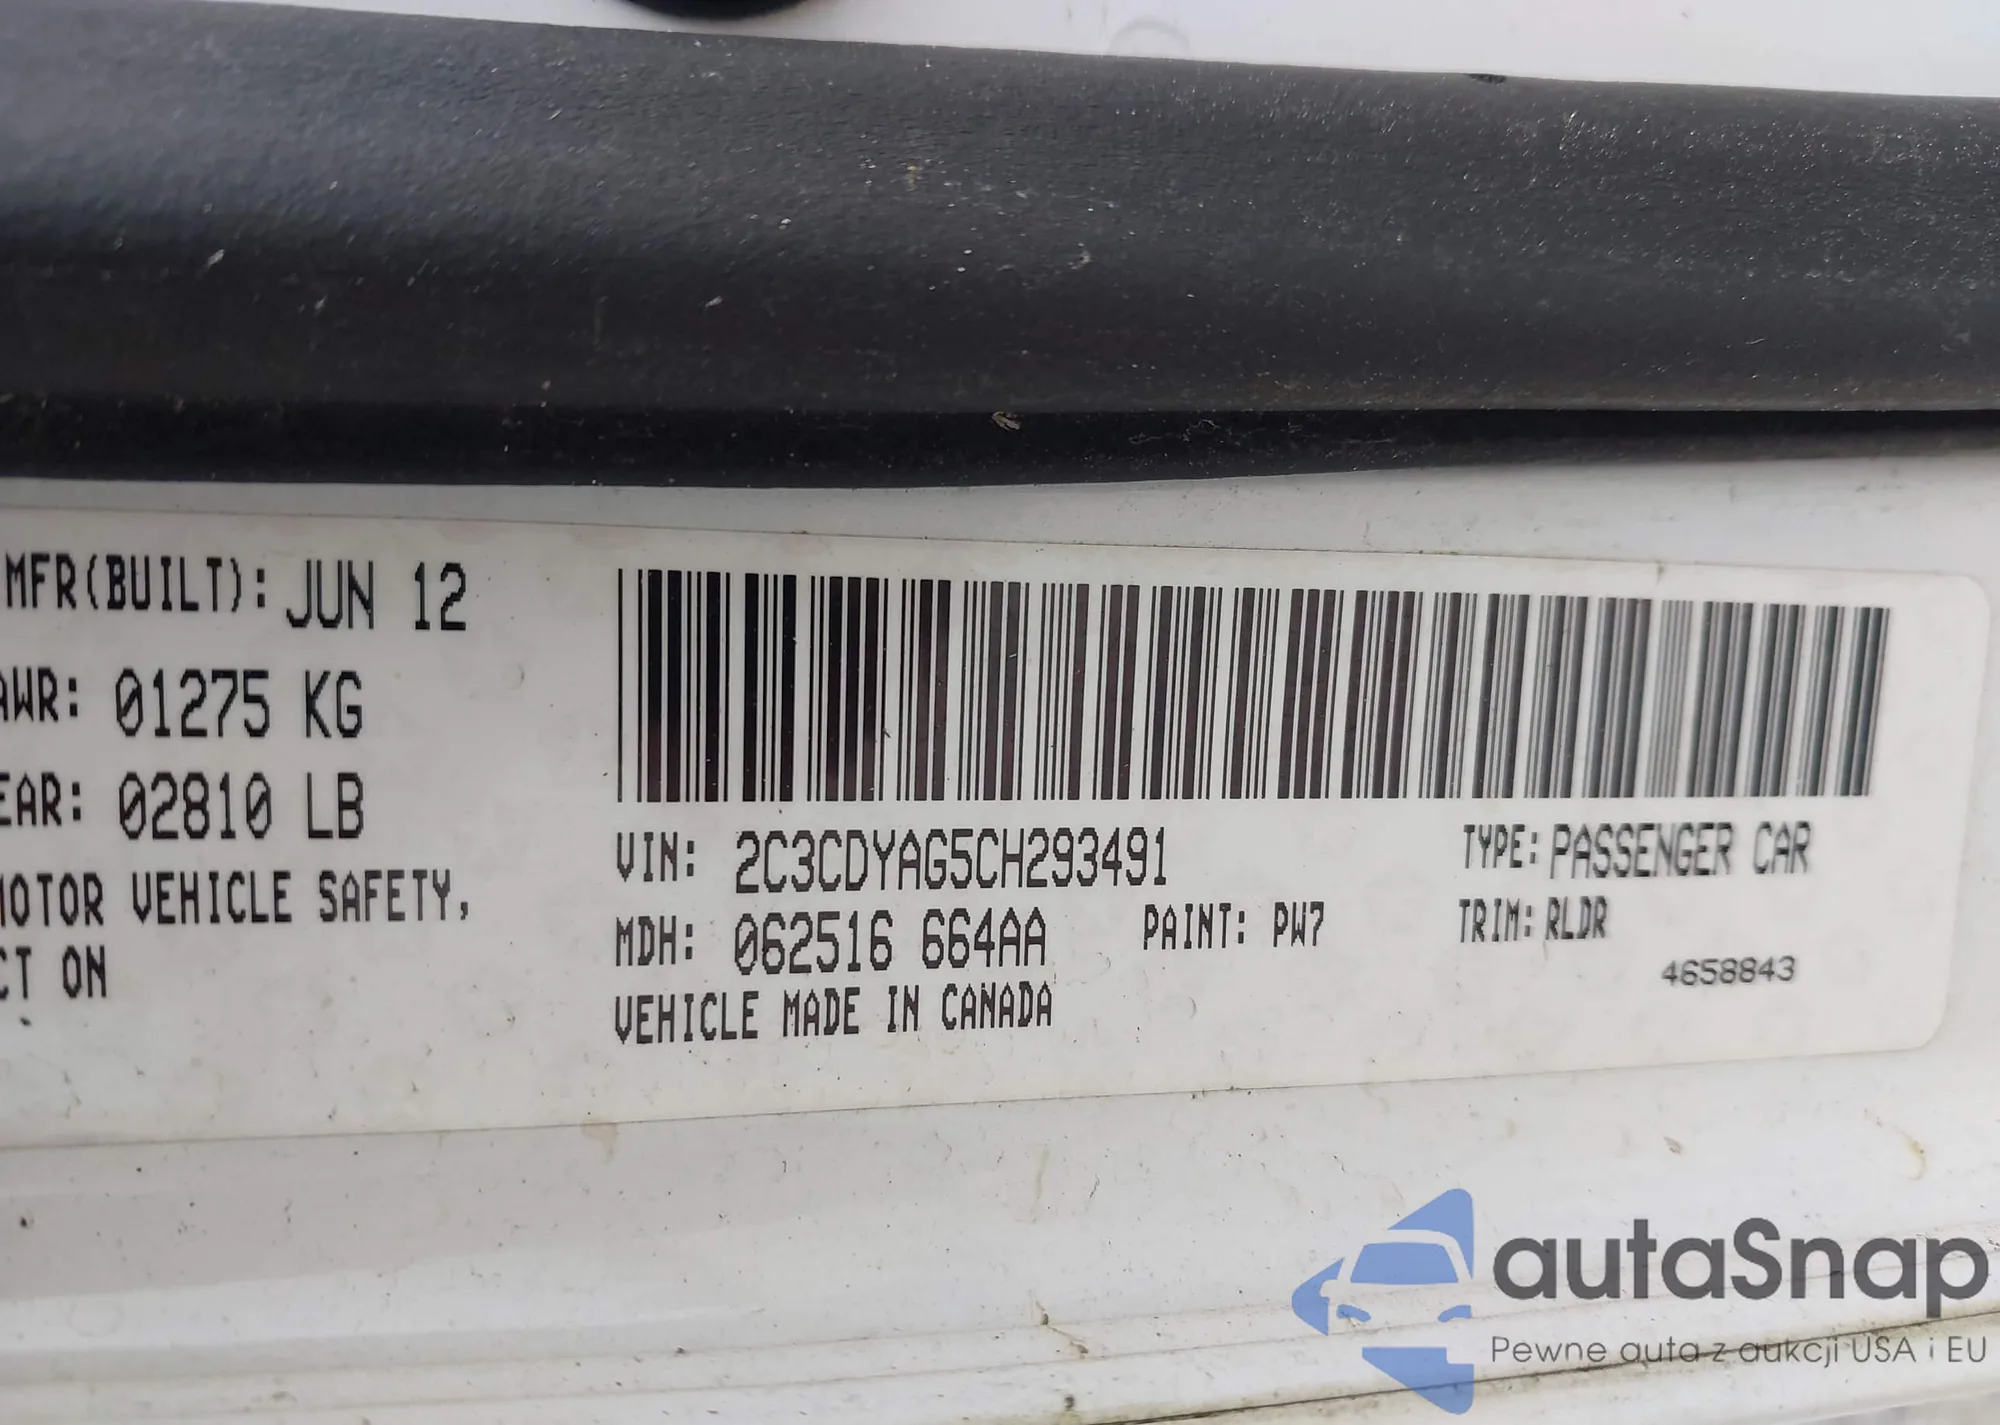 MFR(BUILT): JUN 12
AWR: 01275 KG
EAR: 02810 LB
MOTOR VEHICLE SAFETY,
CT ON
VIN: 2C3CDYAG5CH293491
TYPE: PASSENGER CAR
MDH: 062516 664AA
PAINT: PW7
TRIM: RLDR
4658843
VEHICLE MADE IN CANADA
autaSnap
Pewne auta z aukcji USA i EU